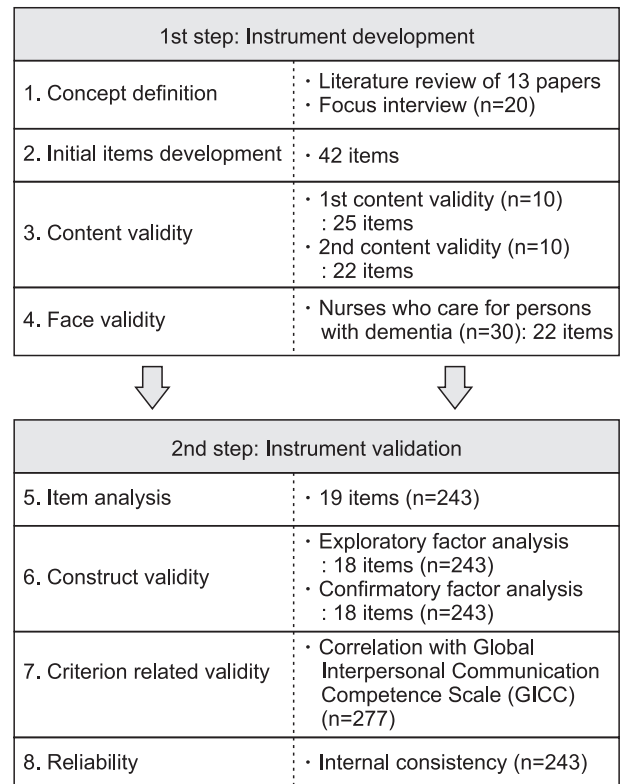 1st step: Instrument development
1. Concept definition
· Literature review of 13 papers
· Focus interview (n=20)
2. Initial items development
· 42 items
3. Content validity
· 1st content validity (n=10)
: 25 items
· 2nd content validity (n=10)
: 22 items
4. Face validity
· Nurses who care for persons
with dementia (n=30): 22 items
2nd step: Instrument validation
5. Item analysis
· 19 items (n=243)
6. Construct validity
· Exploratory factor analysis
: 18 items (n=243)
· Confirmatory factor analysis
: 18 items (n=243)
7. Criterion related validity
· Correlation with Global
Interpersonal Communication
Competence Scale (GICC)
(n=277)
8. Reliability
· Internal consistency (n=243)